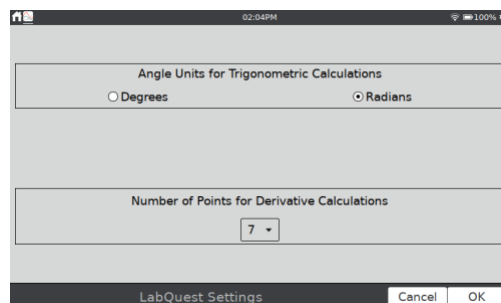 02:04PM 100%
Angle Units for Trigonometric Calculations
Degrees Radians
Number of Points for Derivative Calculations
7
LabQuest Settings Cancel OK